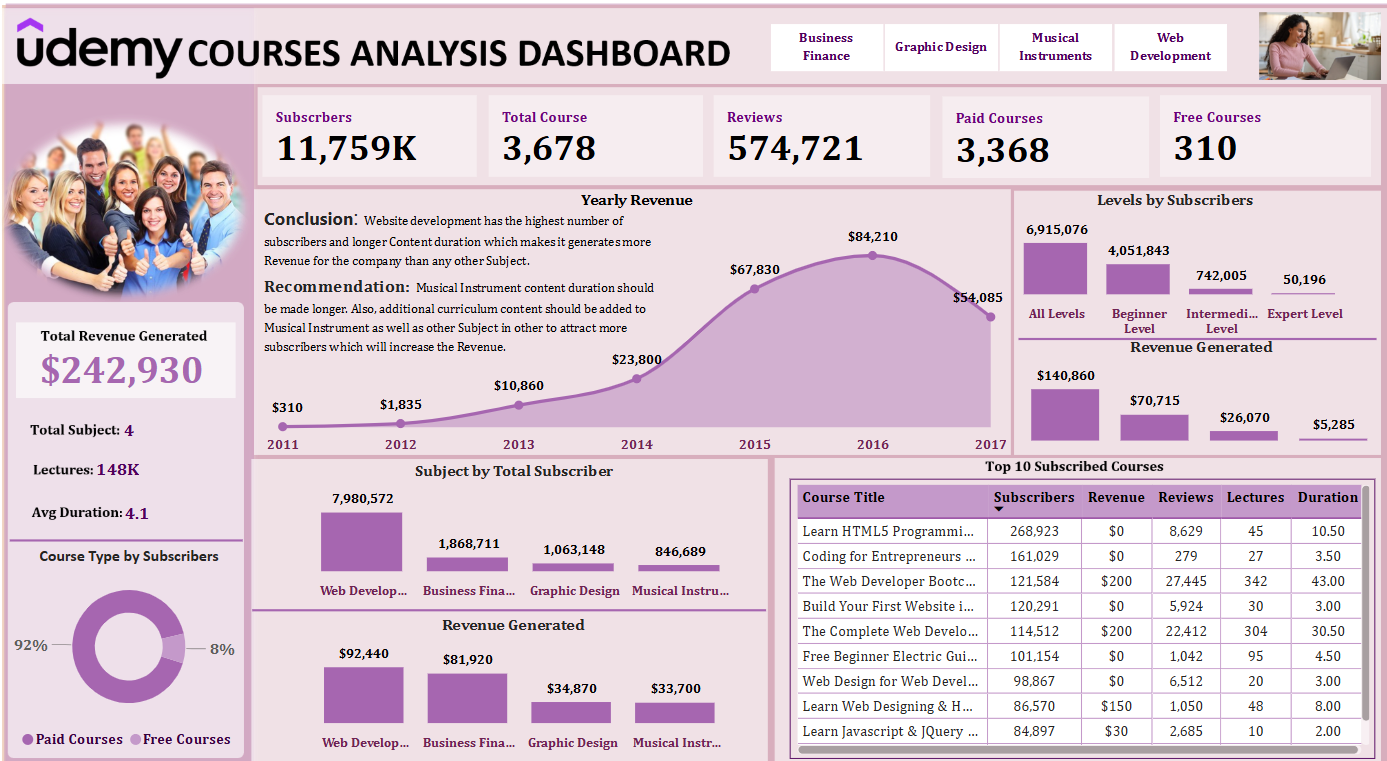 udemy COURSES ANALYSIS DASHBOARD
Business Finance
Graphic Design
Musical Instruments
Web Development
Subscrbers
11,759K
Total Course
3,678
Reviews
574,721
Paid Courses
3,368
Free Courses
310
Total Revenue Generated
$242,930
Total Subject: 4
Lectures: 148K
Avg Duration: 4.1
Course Type by Subscribers
92%
8%
Paid Courses
Free Courses
Yearly Revenue
Conclusion: Website development has the highest number of
subscribers and longer Content duration which makes it generates more
Revenue for the company than any other Subject.
Recommendation: Musical Instrument content duration should
be made longer. Also, additional curriculum content should be added to
Musical Instrument as well as other Subject in other to attract more
subscribers which will increase the Revenue.
$310
$1,835
$10,860
$23,800
$67,830
$84,210
$54,085
2011 2012 2013 2014 2015 2016 2017
Levels by Subscribers
6,915,076
4,051,843
742,005
50,196
All Levels
Beginner Level
Intermedi... Level
Expert Level
Revenue Generated
$140,860
$70,715
$26,070
$5,285
Subject by Total Subscriber
7,980,572
1,868,711
1,063,148
846,689
Web Develop... Business Fina... Graphic Design Musical Instru...
Revenue Generated
$92,440
$81,920
$34,870
$33,700
Web Develop... Business Fina... Graphic Design Musical Instr...
Top 10 Subscribed Courses
Course Title Subscribers Revenue Reviews Lectures Duration
Learn HTML5 Programmi... 268,923 $0 8,629 45 10.50
Coding for Entrepreneurs ... 161,029 $0 279 27 3.50
The Web Developer Bootc... 121,584 $200 27,445 342 43.00
Build Your First Website i... 120,291 $0 5,924 30 3.00
The Complete Web Develo... 114,512 $200 22,412 304 30.50
Free Beginner Electric Gui... 101,154 $0 1,042 95 4.50
Web Design for Web Devel... 98,867 $0 6,512 20 3.00
Learn Web Designing & H... 86,570 $150 1,050 48 8.00
Learn Javascript & JQuery ... 84,897 $30 2,685 10 2.00